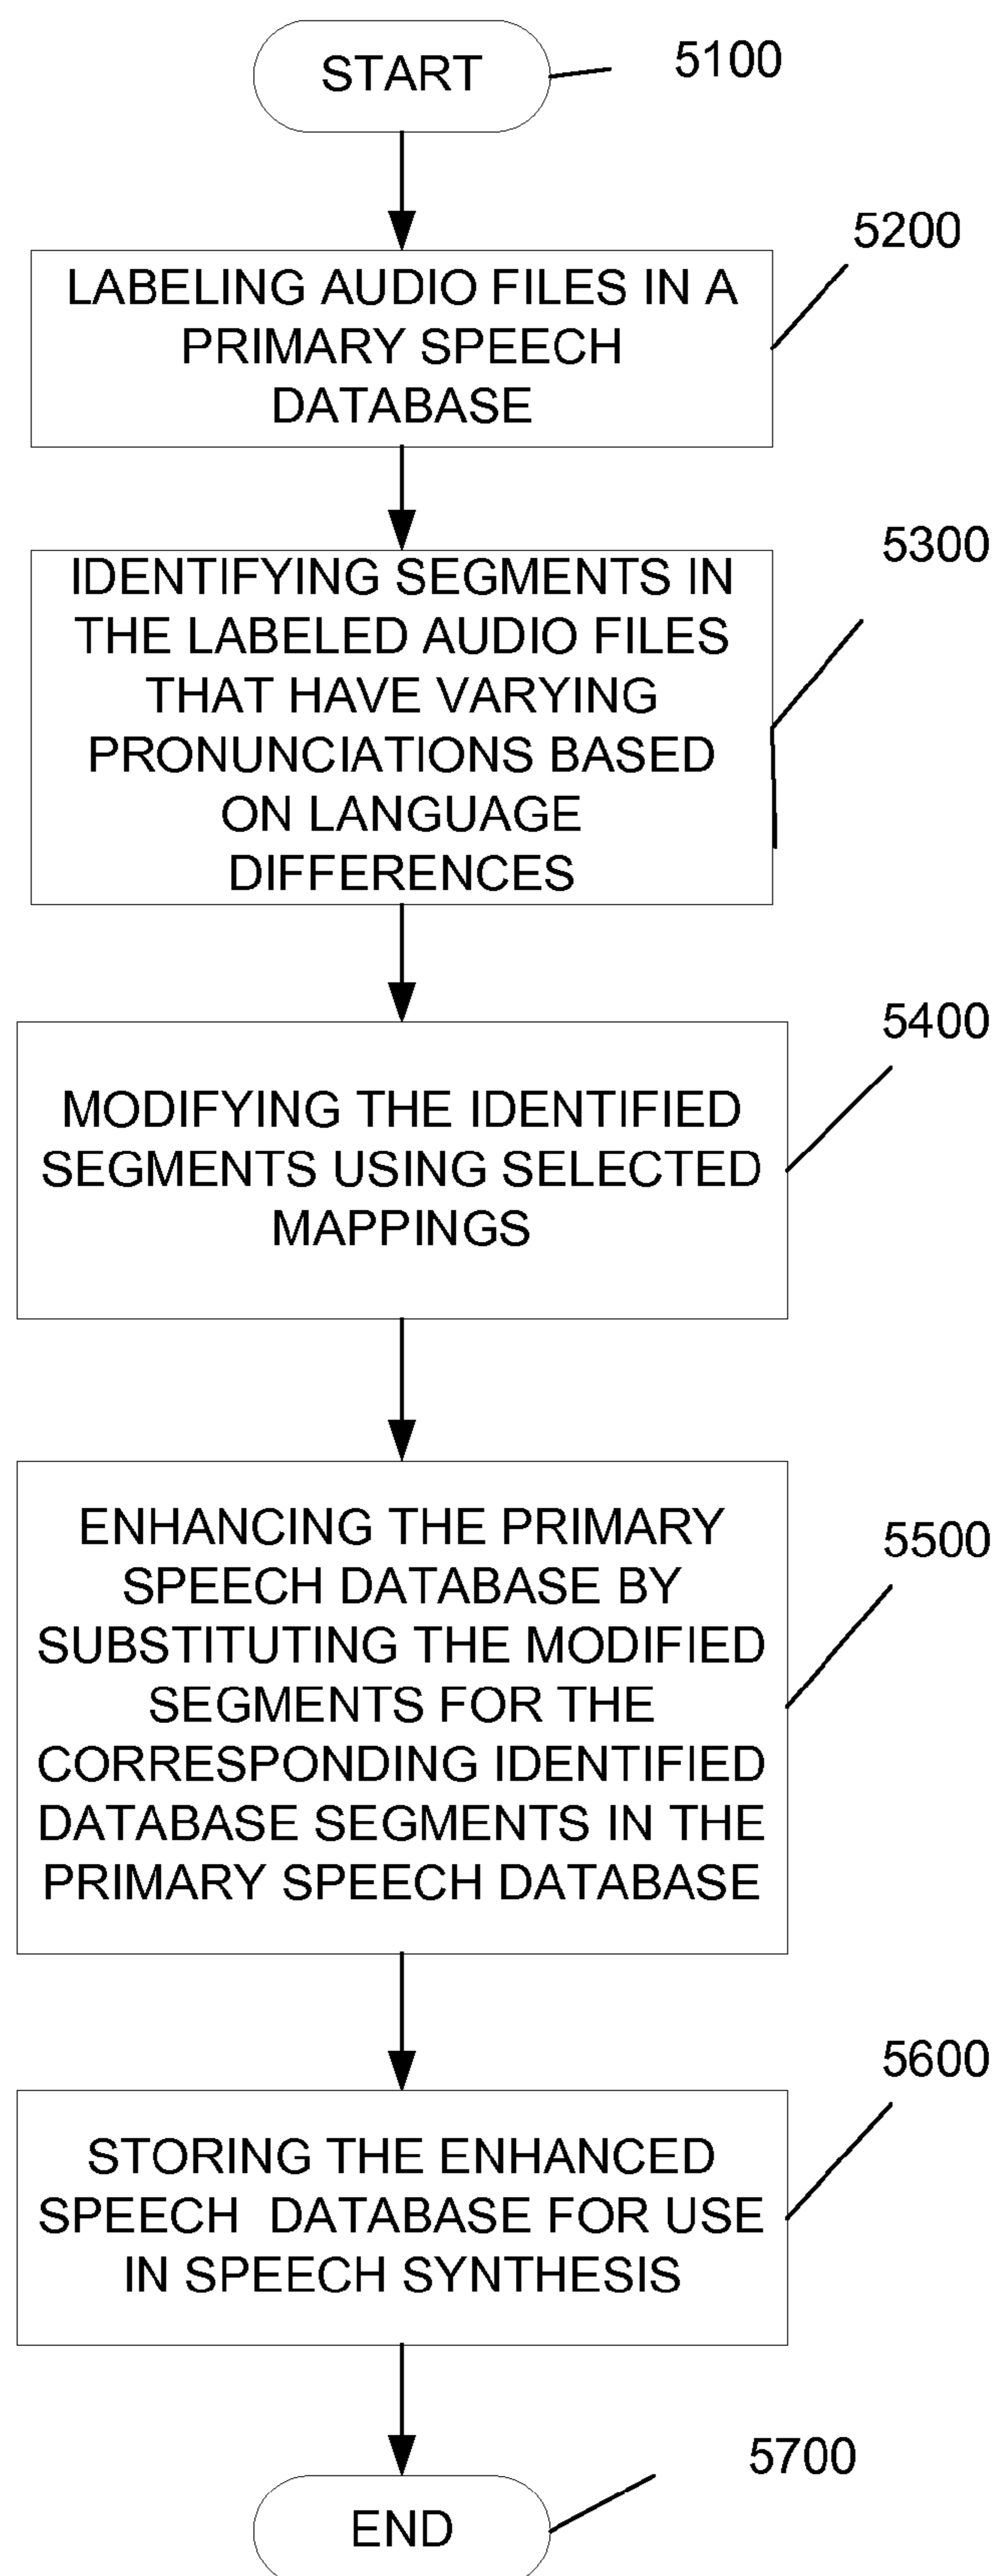 START
5100
5200
LABELING AUDIO FILES IN A
PRIMARY SPEECH
DATABASE
5300
IDENTIFYING SEGMENTS IN
THE LABELED AUDIO FILES
THAT HAVE VARYING
PRONUNCIATIONS BASED
ON LANGUAGE
DIFFERENCES
5400
MODIFYING THE IDENTIFIED
SEGMENTS USING SELECTED
MAPPINGS
5500
ENHANCING THE PRIMARY
SPEECH DATABASE BY
SUBSTITUTING THE MODIFIED
SEGMENTS FOR THE
CORRESPONDING IDENTIFIED
DATABASE SEGMENTS IN THE
PRIMARY SPEECH DATABASE
5600
STORING THE ENHANCED
SPEECH DATABASE FOR USE
IN SPEECH SYNTHESIS
5700
END